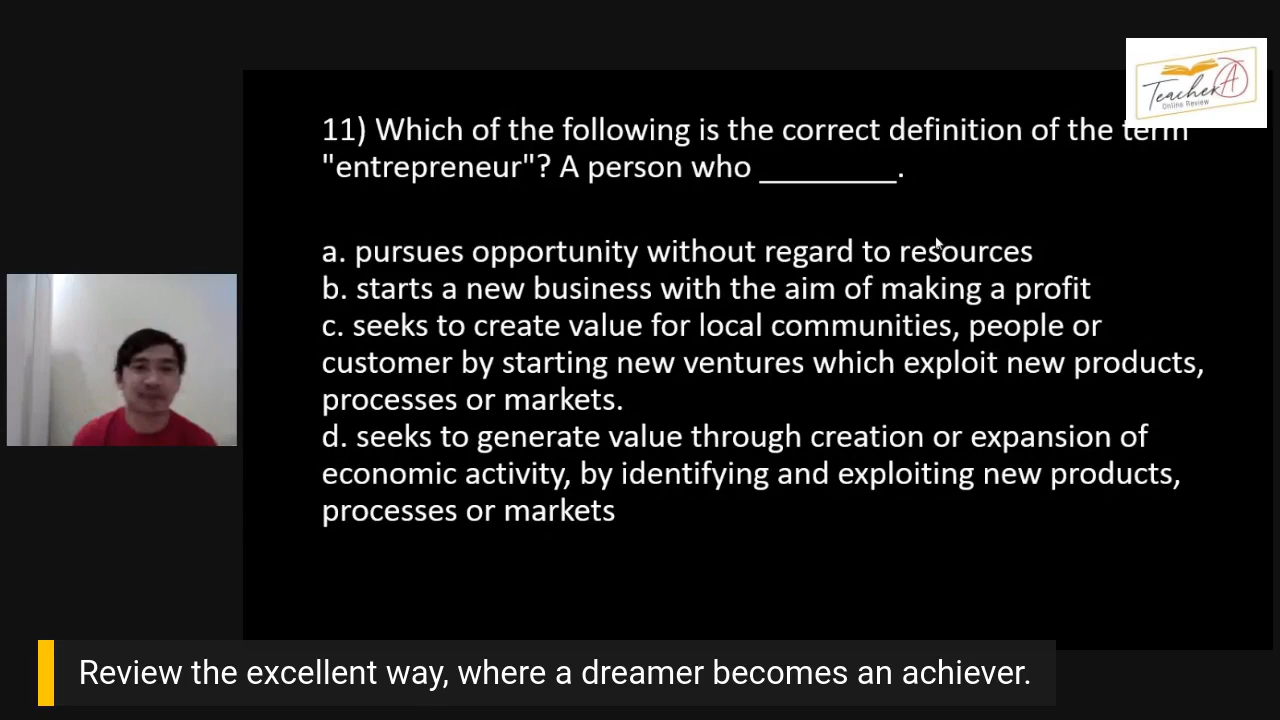 Teacher A
Online Review
11) Which of the following is the correct definition of the term
"entrepreneur"? A person who ________.
a. pursues opportunity without regard to resources
b. starts a new business with the aim of making a profit
c. seeks to create value for local communities, people or
customer by starting new ventures which exploit new products,
processes or markets.
d. seeks to generate value through creation or expansion of
economic activity, by identifying and exploiting new products,
processes or markets
Review the excellent way, where a dreamer becomes an achiever.